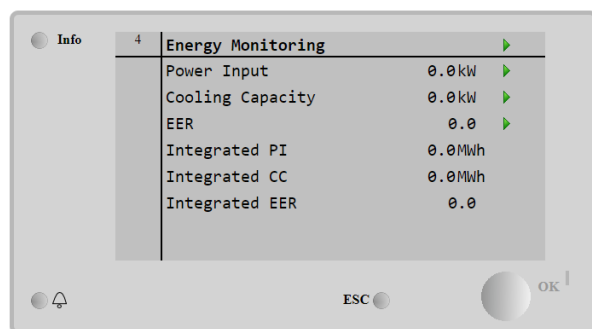 Info
4 Energy Monitoring
Power Input 0.0kW
Cooling Capacity 0.0kW
EER 0.0
Integrated PI 0.0MWh
Integrated CC 0.0MWh
Integrated EER 0.0
ESC
OK